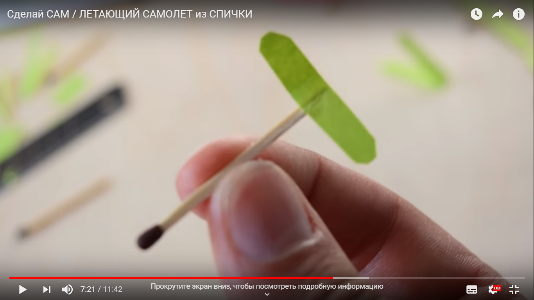 Сделай САМ / ЛЕТАЮЩИЙ САМОЛЕТ из СПИЧКИ
Прокрутите экран вниз, чтобы посмотреть подробную информацию
7:21 / 11:42